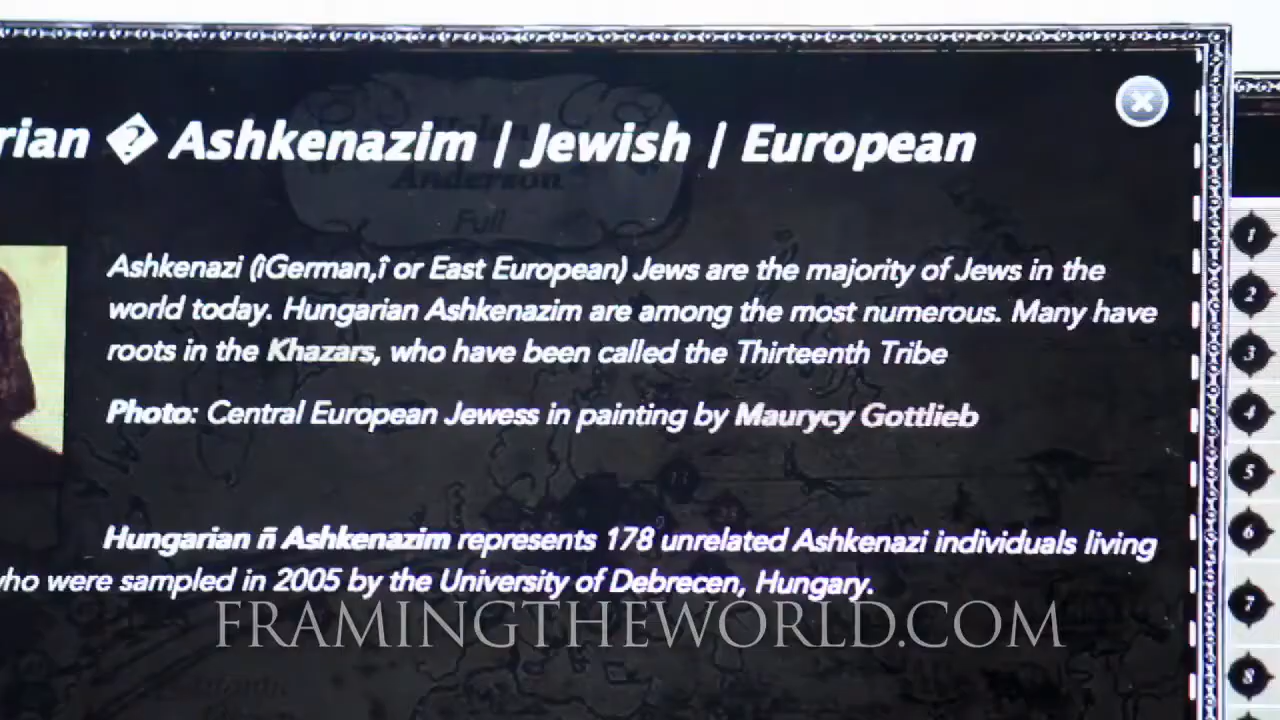 rian � Ashkenazim | Jewish | European
Ashkenazi (ìGerman,î or East European) Jews are the majority of Jews in the
world today. Hungarian Ashkenazim are among the most numerous. Many have
roots in the Khazars, who have been called the Thirteenth Tribe
Photo: Central European Jewess in painting by Maurycy Gottlieb
Hungarian ñ Ashkenazim represents 178 unrelated Ashkenazi individuals living
who were sampled in 2005 by the University of Debrecen, Hungary.
FRAMINGTHEWORLD.COM
Anderson
Full
1
2
3
4
5
6
7
8